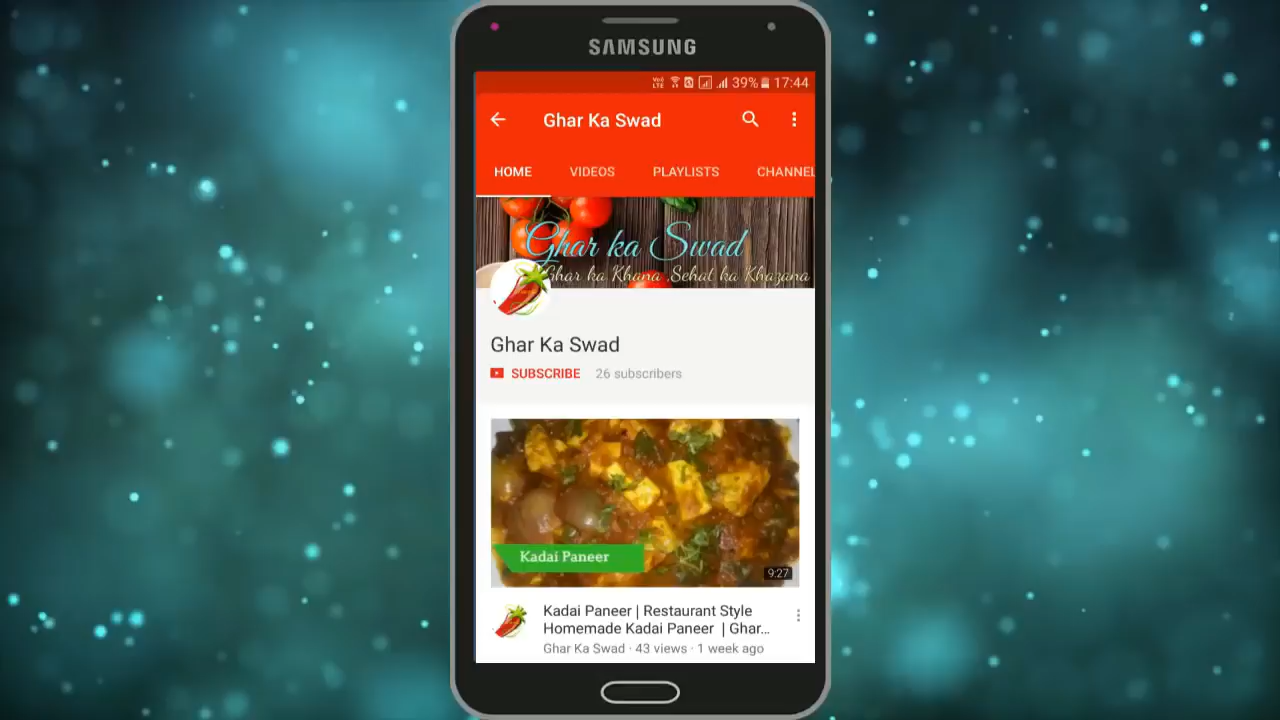 SAMSUNG
Vo) LTE 39% 17:44
Ghar Ka Swad
HOME VIDEOS PLAYLISTS CHANNEL
Ghar ka Swad
Ghar ka Khana ,Sehat ka Khazana
Ghar Ka Swad
SUBSCRIBE 26 subscribers
Kadai Paneer
9:27
Kadai Paneer | Restaurant Style
Homemade Kadai Paneer | Ghar...
Ghar Ka Swad · 43 views · 1 week ago